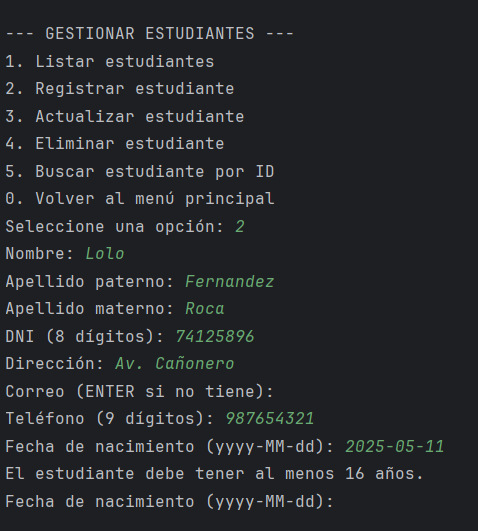 --- GESTIONAR ESTUDIANTES ---
1. Listar estudiantes
2. Registrar estudiante
3. Actualizar estudiante
4. Eliminar estudiante
5. Buscar estudiante por ID
0. Volver al menú principal
Seleccione una opción: 2
Nombre: Lolo
Apellido paterno: Fernandez
Apellido materno: Roca
DNI (8 dígitos): 74125896
Dirección: Av. Cañonero
Correo (ENTER si no tiene):
Teléfono (9 dígitos): 987654321
Fecha de nacimiento (yyyy-MM-dd): 2025-05-11
El estudiante debe tener al menos 16 años.
Fecha de nacimiento (yyyy-MM-dd):